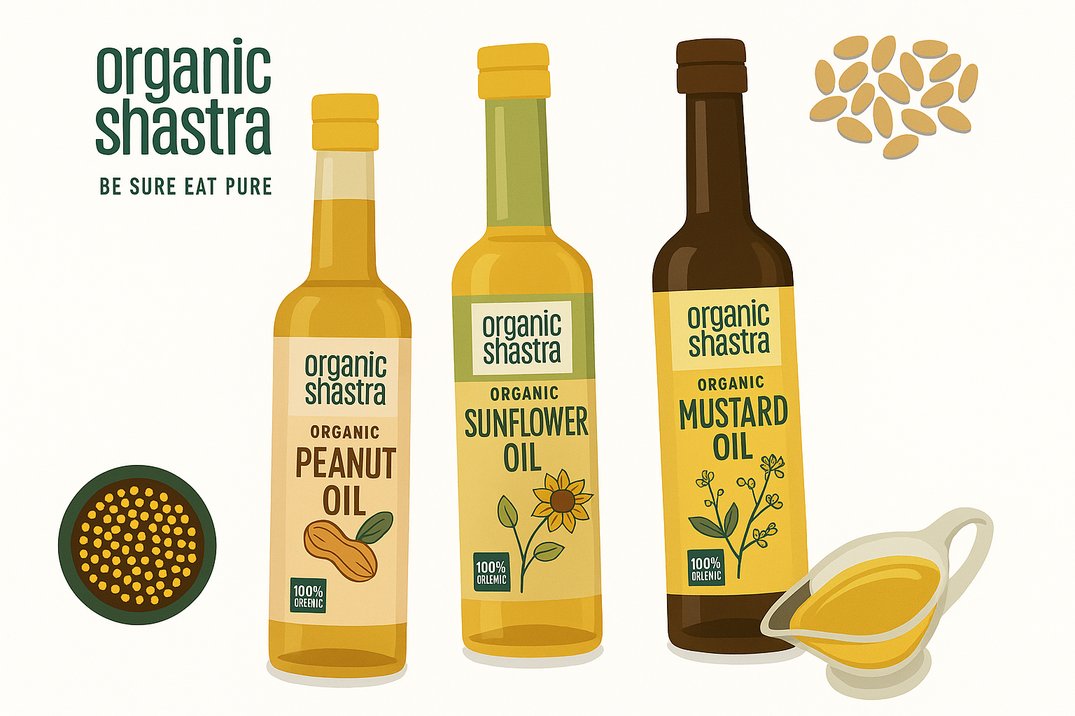 organic
shastra
BE SURE EAT PURE
organic
shastra
ORGANIC
PEANUT
OIL
100%
OREENIC
organic
shastra
ORGANIC
SUNFLOWER
OIL
100%
ORLEMIC
organic
shastra
ORGANIC
MUSTARD
OIL
100%
ORLENIC